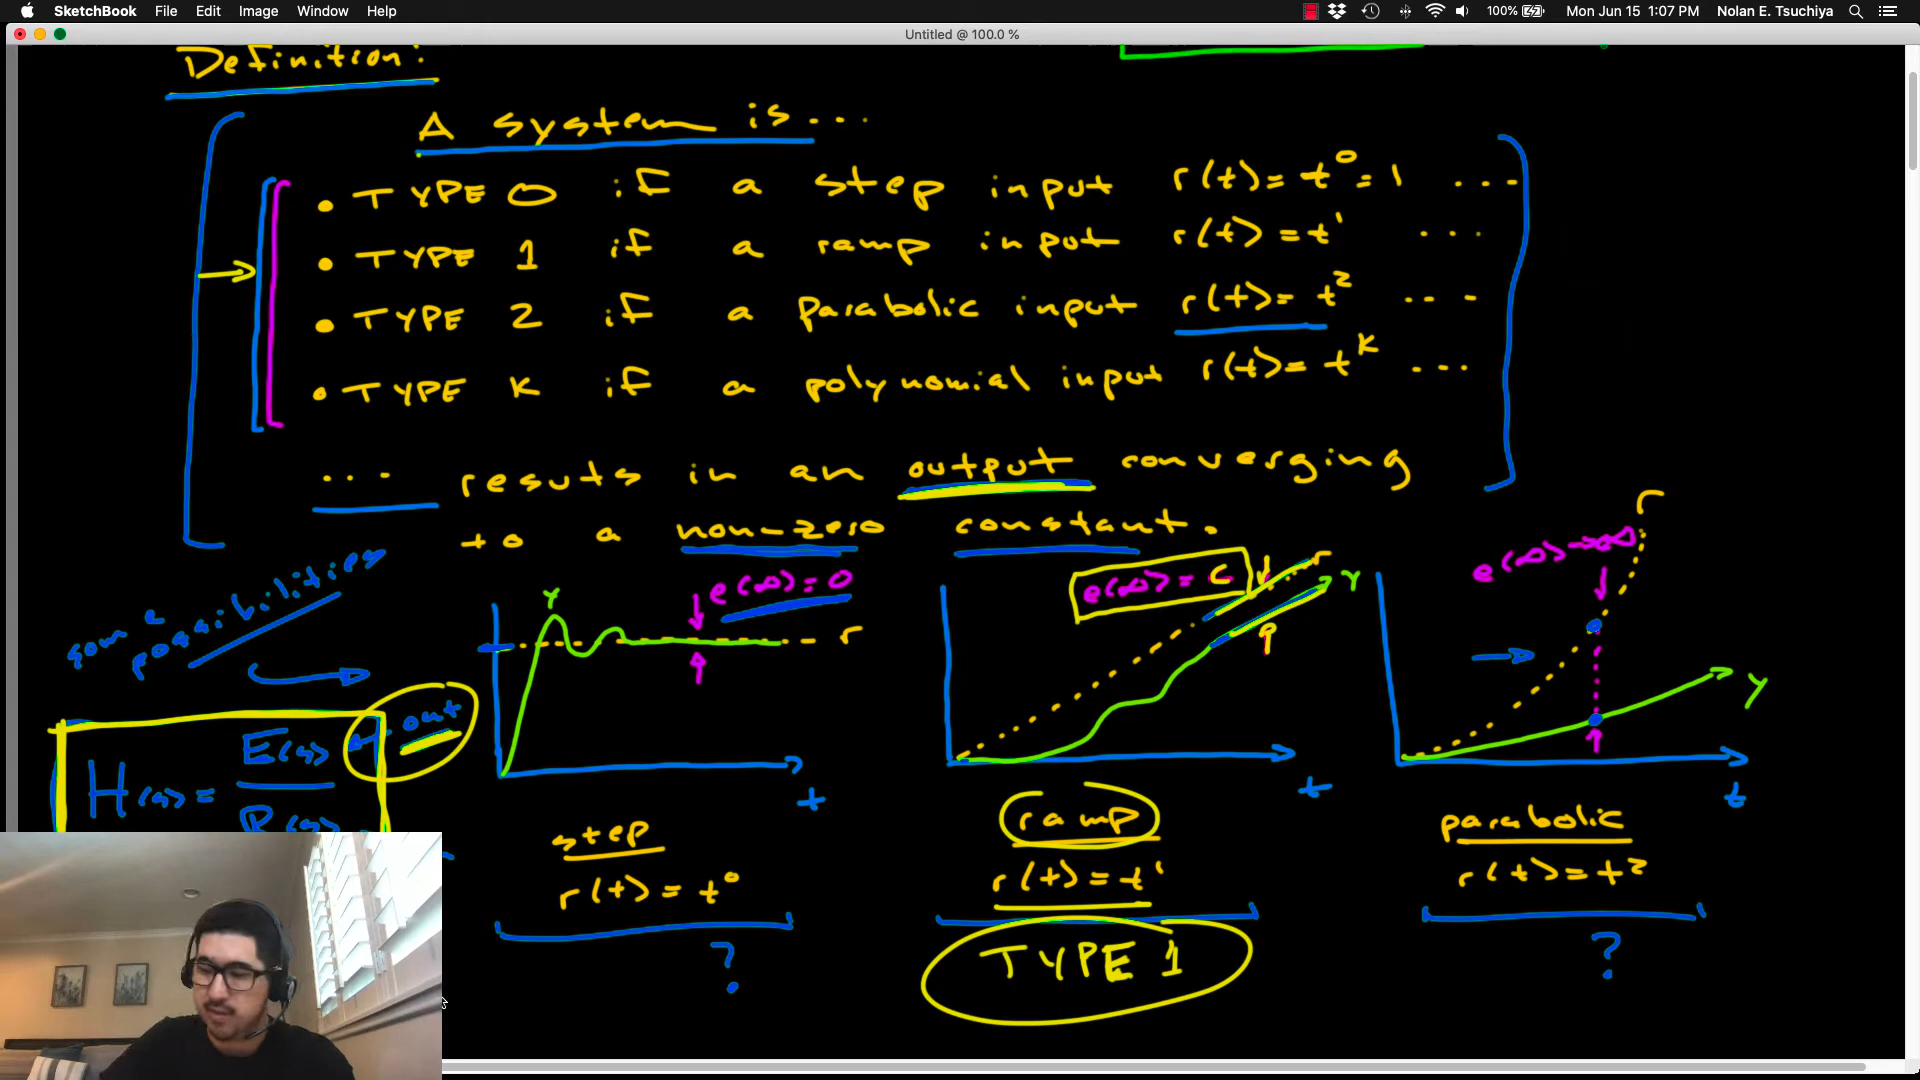 SketchBook File Edit Image Window Help 100% Mon Jun 15 1:07 PM Nolan E. Tsuchiya
Untitled @ 100.0 %
Definition:
A system is...
• TYPE 0 if a step input r(t) = t⁰ = 1 ...
• TYPE 1 if a ramp input r(t) = t¹ ...
• TYPE 2 if a parabolic input r(t) = t² ...
• TYPE K if a polynomial input r(t) = t^K ...
... resuts in an output converging
to a non-zero constant.
some possibilities
Y
e(∞) = 0
r
t
step
r(t) = t⁰
?
e(∞) = C
r
Y
t
ramp
r(t) = t¹
TYPE 1
e(∞) → ∞
r
Y
t
parabolic
r(t) = t²
?
H(s) = E(s)
R(s)
out